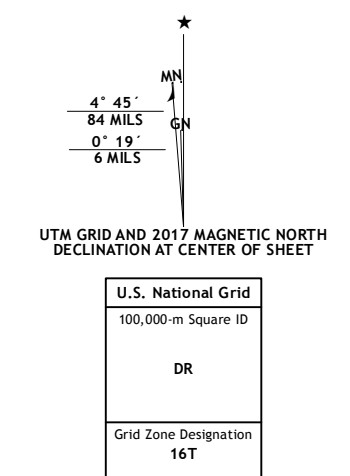 ★
MN
4° 45´
84 MILS
GN
0° 19´
6 MILS
UTM GRID AND 2017 MAGNETIC NORTH
DECLINATION AT CENTER OF SHEET
U.S. National Grid
100,000-m Square ID
DR
Grid Zone Designation
16T